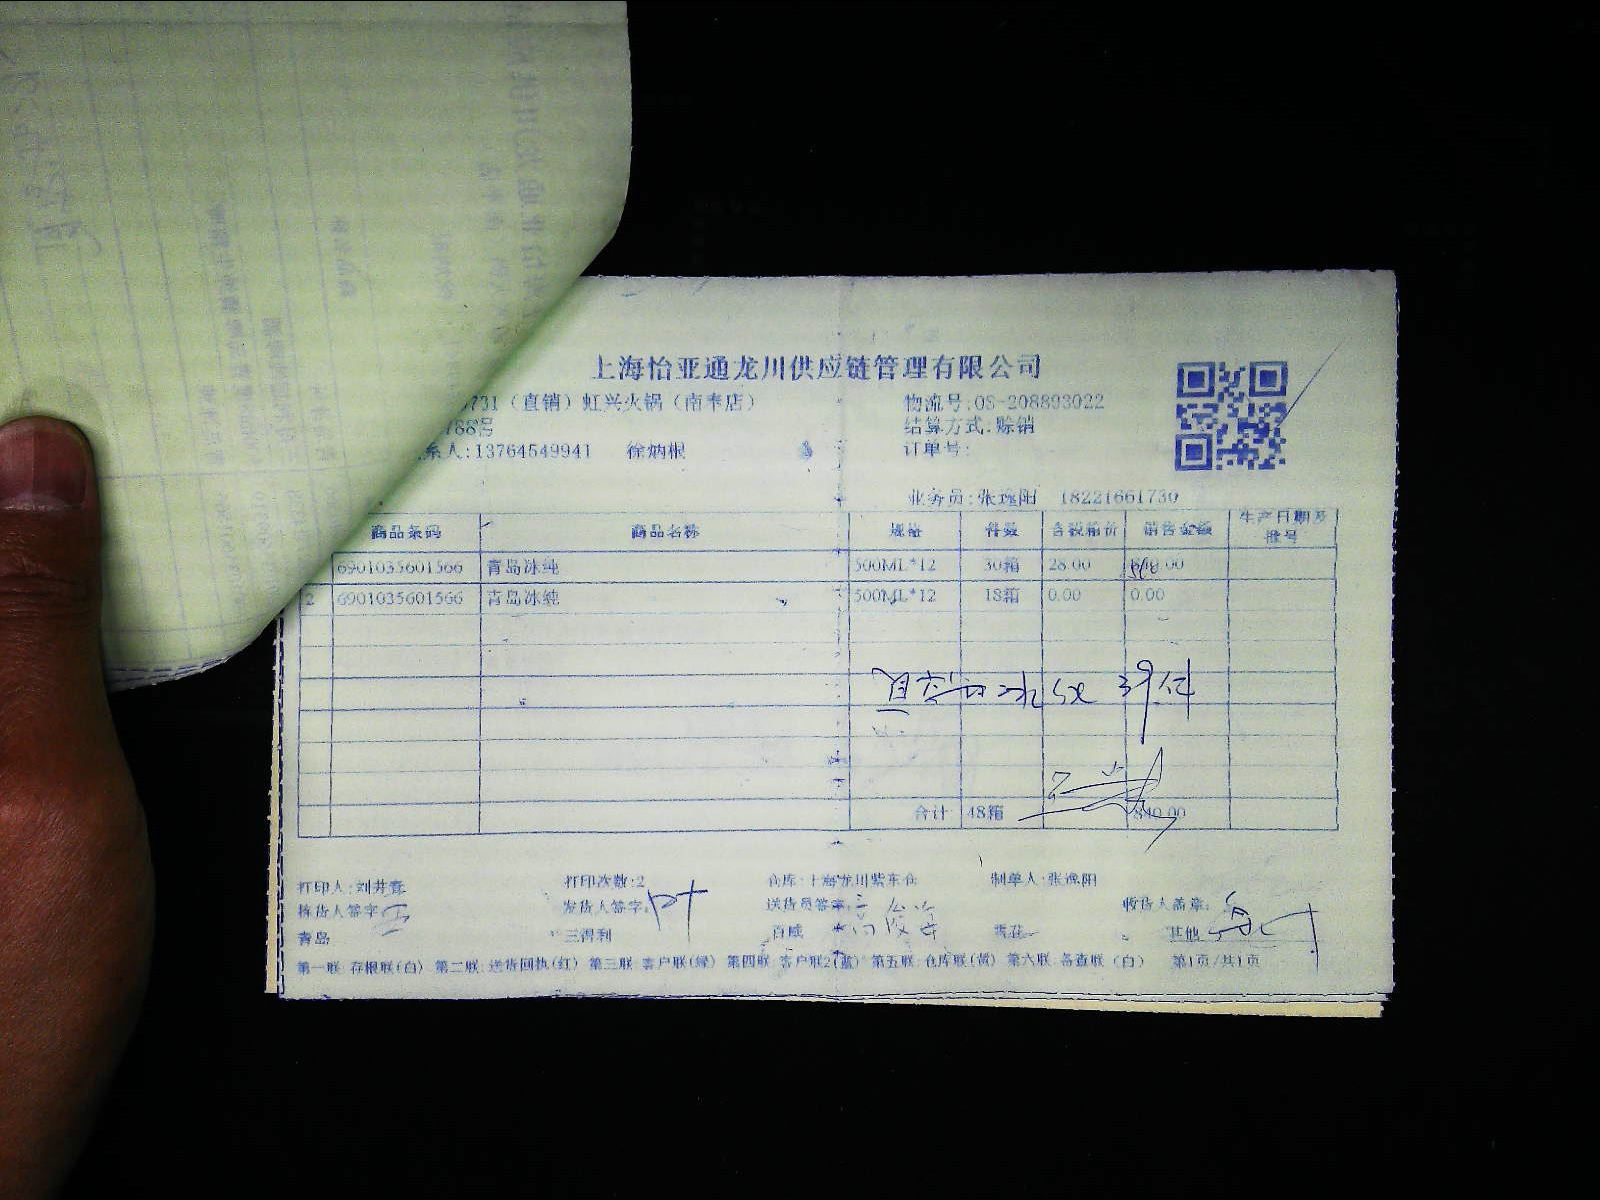 上海怡亚通龙川供应链管理有限公司
731（直销）虹兴火锅（南奉店） 物流号:OS-208893022
788号 结算方式:赊销
系人:13764549941 徐炳根 订单号:
业务员:张逸阳 18221661730
商品条码 商品名称 规格 件数 含税箱价 销售金额 生产日期及批号
6901035601566 青岛冰纯 500ML*12 30箱 28.00
2 6901035601566 青岛冰纯 500ML*12 18箱 0.00 0.00
合计 48箱 840.00
打印人:刘井春 打印次数:2 仓库:上海龙川紫东仓 制单人:张逸阳
拣货人签字: 发货人签字: 叶 送货员签字: 收货人盖章:
青岛 三得利 百威 雪花 其他
第一联:存根联(白) 第二联:送货回执(红) 第三联:客户联(绿) 第四联:客户联2(蓝) 第五联:仓库联(黄) 第六联:备查联(白) 第1页/共1页